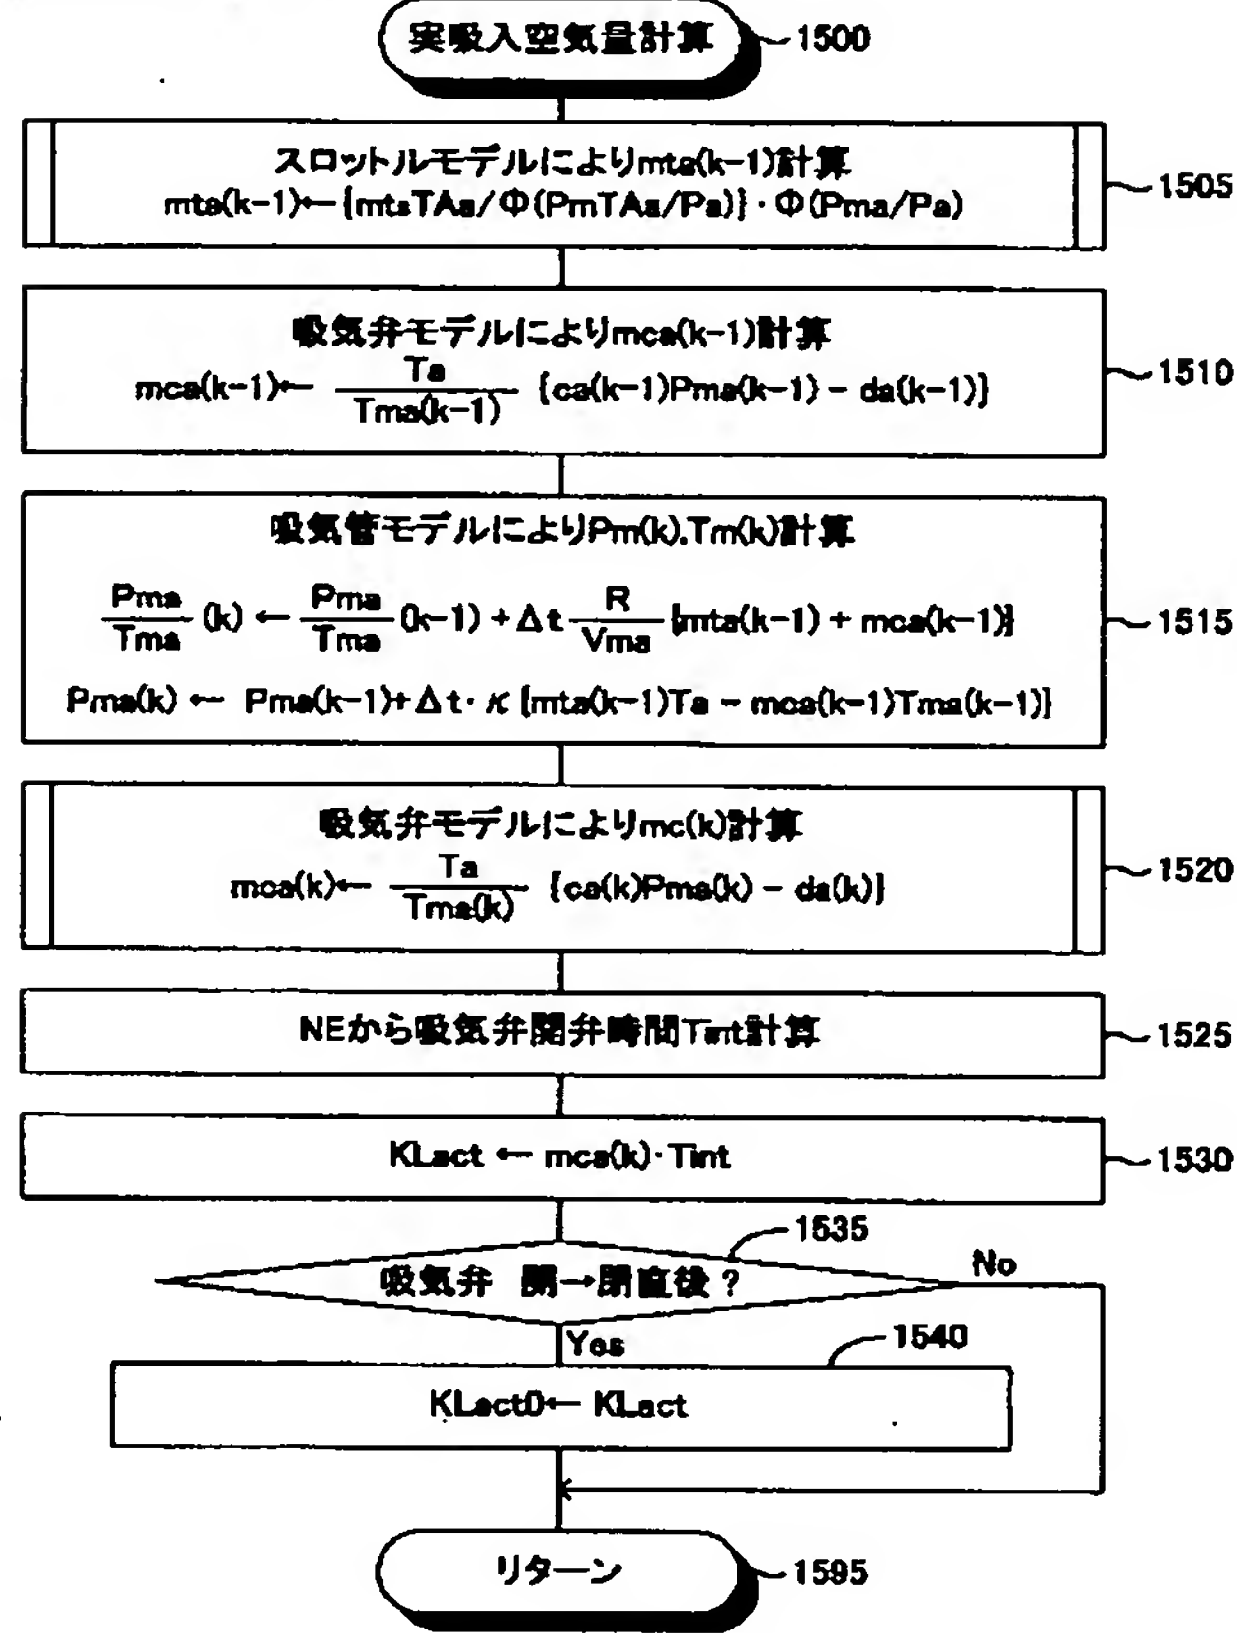 実吸入空気量計算
1500
スロットルモデルによりmta(k-1)計算
mta(k-1)←{mtsTAa/Φ(PmTAa/Pa)}・Φ(Pma/Pa)
1505
吸気弁モデルによりmca(k-1)計算
mca(k-1)← Ta/Tma(k-1) {ca(k-1)Pma(k-1) - da(k-1)}
1510
吸気管モデルによりPm(k).Tm(k)計算
Pma/Tma (k) ← Pma/Tma (k-1) + Δt R/Vma {mta(k-1) + mca(k-1)}
Pma(k) ← Pma(k-1)+Δt・κ{mta(k-1)Ta - mca(k-1)Tma(k-1)}
1515
吸気弁モデルによりmc(k)計算
mca(k)← Ta/Tma(k) {ca(k)Pma(k) - da(k)}
1520
NEから吸気弁開弁時間Tint計算
1525
KLact ← mca(k)・Tint
1530
1535
吸気弁 開→閉直後？
No
Yes
1540
KLact0← KLact
リターン
1595